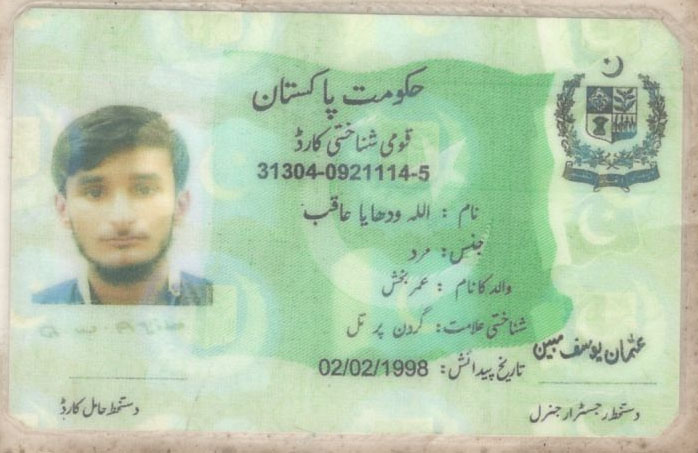 حکومت پاکستان
قومی شناختی کارڈ
31304-0921114-5
نام : اللہ ودھایا عاقب
جنس: مرد
والد کا نام : عمر بخش
شناختی علامت: گردن پر تل
تاریخ پیدائش: 02/02/1998
عثمان یوسف مبین
دستخط رجسٹرار جنرل
دستخط حامل کارڈ